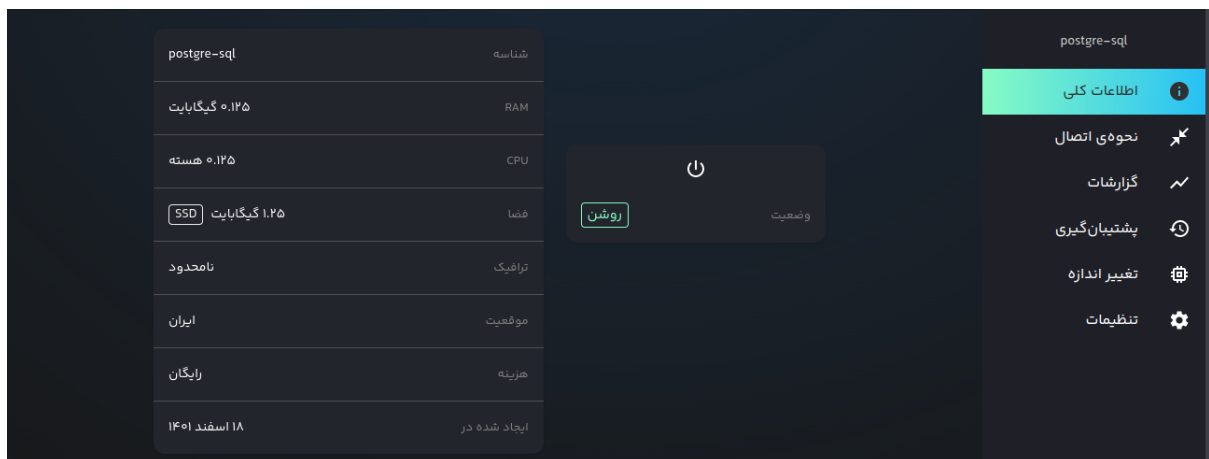 postgre-sql
اطلاعات کلی
نحوه‌ی اتصال
گزارشات
پشتیبان‌گیری
تغییر اندازه
تنظیمات
وضعیت روشن
شناسه postgre-sql
RAM ۰.۱۲۵ گیگابایت
CPU ۰.۱۲۵ هسته
فضا ۱.۲۵ گیگابایت SSD
ترافیک نامحدود
موقعیت ایران
هزینه رایگان
ایجاد شده در ۱۸ اسفند ۱۴۰۱